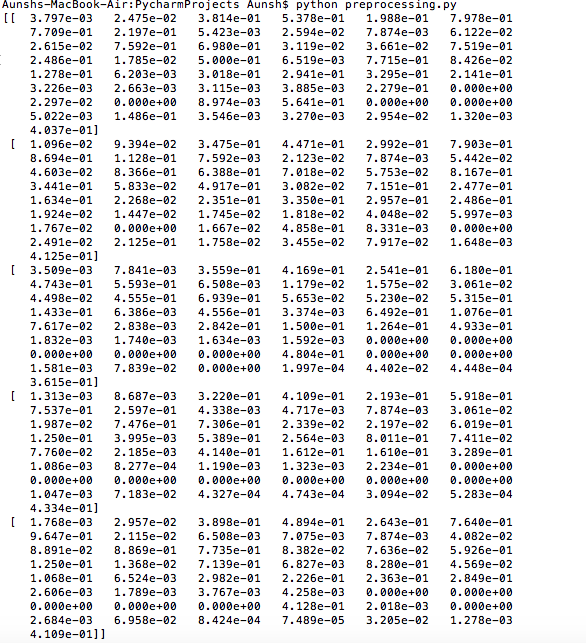 Aunshs-MacBook-Air:PycharmProjects Aunsh$ python preprocessing.py
[[ 3.797e-03 2.475e-02 3.814e-01 5.378e-01 1.988e-01 7.978e-01
7.709e-01 2.197e-01 5.423e-03 2.594e-02 7.874e-03 6.122e-02
2.615e-02 7.592e-02 6.980e-01 3.119e-02 3.661e-02 7.519e-01
2.486e-01 1.785e-02 5.000e-01 6.519e-03 7.715e-01 8.426e-02
1.278e-01 6.203e-03 3.018e-01 2.941e-01 3.295e-01 2.141e-01
3.226e-03 2.663e-03 3.115e-03 3.885e-03 2.279e-01 0.000e+00
2.297e-02 0.000e+00 8.974e-03 5.641e-01 0.000e+00 0.000e+00
5.022e-03 1.486e-01 3.546e-03 3.270e-03 2.954e-02 1.320e-03
4.037e-01]
[ 1.096e-02 9.394e-02 3.475e-01 4.471e-01 2.992e-01 7.903e-01
8.694e-01 1.128e-01 7.592e-03 2.123e-02 7.874e-03 5.442e-02
4.603e-02 8.366e-01 6.388e-01 7.018e-02 5.753e-02 8.167e-01
3.441e-01 5.833e-02 4.917e-01 3.082e-02 7.151e-01 2.477e-01
1.634e-01 2.268e-02 2.351e-01 3.350e-01 2.957e-01 2.486e-01
1.924e-02 1.447e-02 1.745e-02 1.818e-02 4.048e-02 5.997e-03
1.767e-02 0.000e+00 1.667e-02 4.858e-01 8.331e-03 0.000e+00
2.491e-02 2.125e-01 1.758e-02 3.455e-02 7.917e-02 1.648e-03
4.125e-01]
[ 3.509e-03 7.841e-03 3.559e-01 4.169e-01 2.541e-01 6.180e-01
4.743e-01 5.593e-01 6.508e-03 1.179e-02 1.575e-02 3.061e-02
4.498e-02 4.555e-01 6.939e-01 5.653e-02 5.230e-02 5.315e-01
1.433e-01 6.386e-03 4.556e-01 3.374e-03 6.492e-01 1.076e-01
7.617e-02 2.838e-03 2.842e-01 1.500e-01 1.264e-01 4.933e-01
1.832e-03 1.740e-03 1.634e-03 1.592e-03 0.000e+00 0.000e+00
0.000e+00 0.000e+00 0.000e+00 4.804e-01 0.000e+00 0.000e+00
1.581e-03 7.839e-02 0.000e+00 1.997e-04 4.402e-02 4.448e-04
3.615e-01]
[ 1.313e-03 8.687e-03 3.220e-01 4.109e-01 2.193e-01 5.918e-01
7.537e-01 2.597e-01 4.338e-03 4.717e-03 7.874e-03 3.061e-02
1.987e-02 7.476e-01 7.306e-01 2.339e-02 2.197e-02 6.019e-01
1.250e-01 3.995e-03 5.389e-01 2.564e-03 8.011e-01 7.411e-02
7.760e-02 2.185e-03 4.140e-01 1.612e-01 1.610e-01 3.289e-01
1.086e-03 8.277e-04 1.190e-03 1.323e-03 2.234e-01 0.000e+00
0.000e+00 0.000e+00 0.000e+00 0.000e+00 0.000e+00 0.000e+00
1.047e-03 7.183e-02 4.327e-04 4.743e-04 3.094e-02 5.283e-04
4.334e-01]
[ 1.768e-03 2.957e-02 3.898e-01 4.894e-01 2.643e-01 7.640e-01
9.647e-01 2.115e-02 6.508e-03 7.075e-03 7.874e-03 4.082e-02
8.891e-02 8.869e-01 7.735e-01 8.382e-02 7.636e-02 5.926e-01
1.250e-01 1.368e-02 7.139e-01 6.827e-03 8.280e-01 4.569e-02
1.068e-01 6.524e-03 2.982e-01 2.226e-01 2.363e-01 2.849e-01
2.606e-03 1.789e-03 3.767e-03 4.258e-03 0.000e+00 0.000e+00
0.000e+00 0.000e+00 0.000e+00 4.128e-01 2.018e-03 0.000e+00
2.684e-03 6.958e-02 8.424e-04 7.489e-05 3.205e-02 1.278e-03
4.109e-01]]